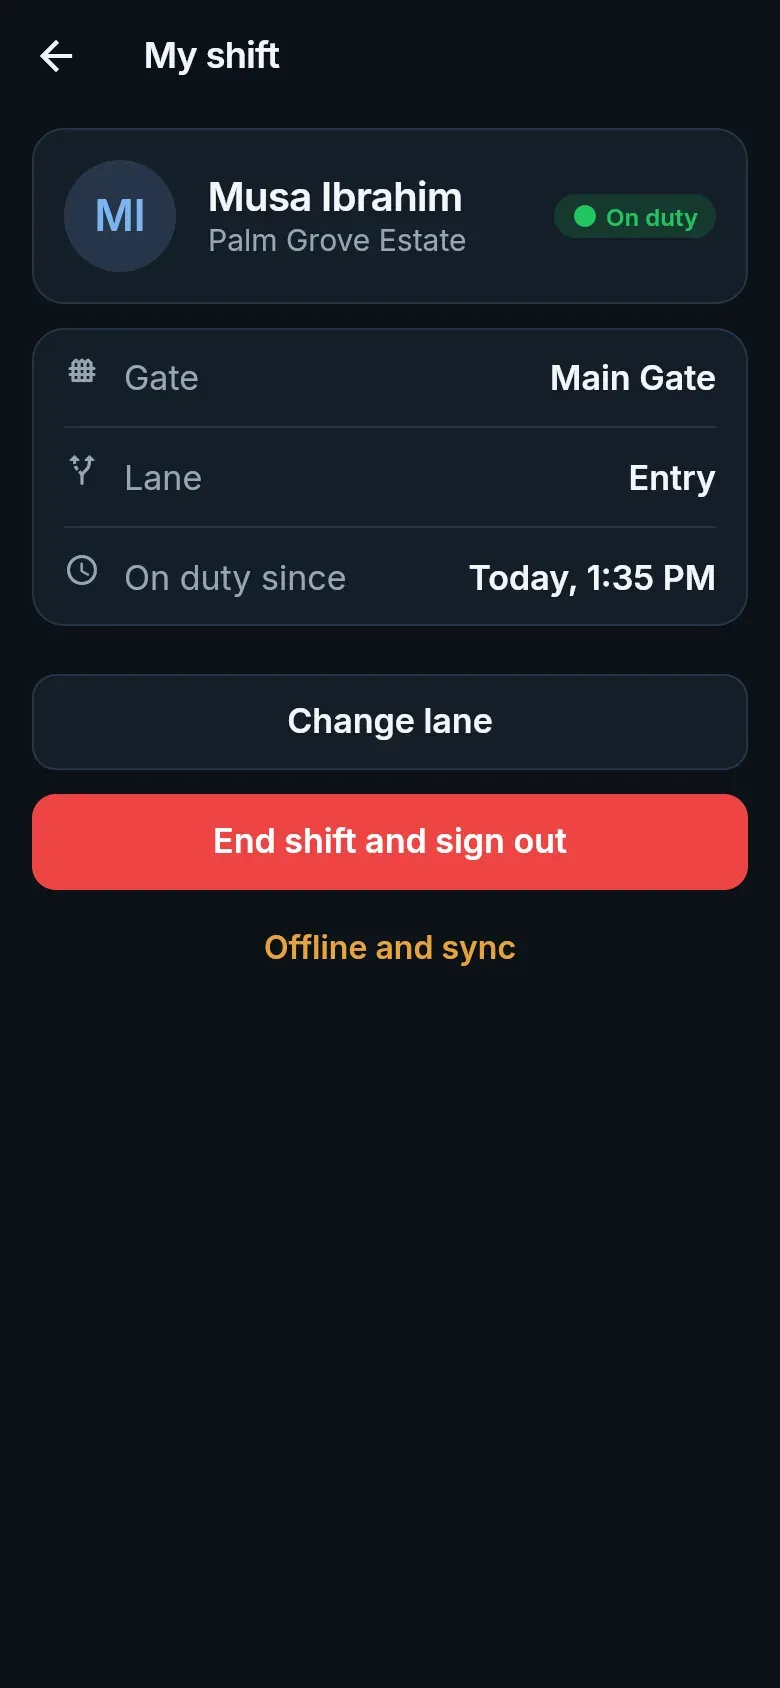 My shift
MI
Musa Ibrahim
Palm Grove Estate
On duty
Gate
Main Gate
Lane
Entry
On duty since
Today, 1:35 PM
Change lane
End shift and sign out
Offline and sync